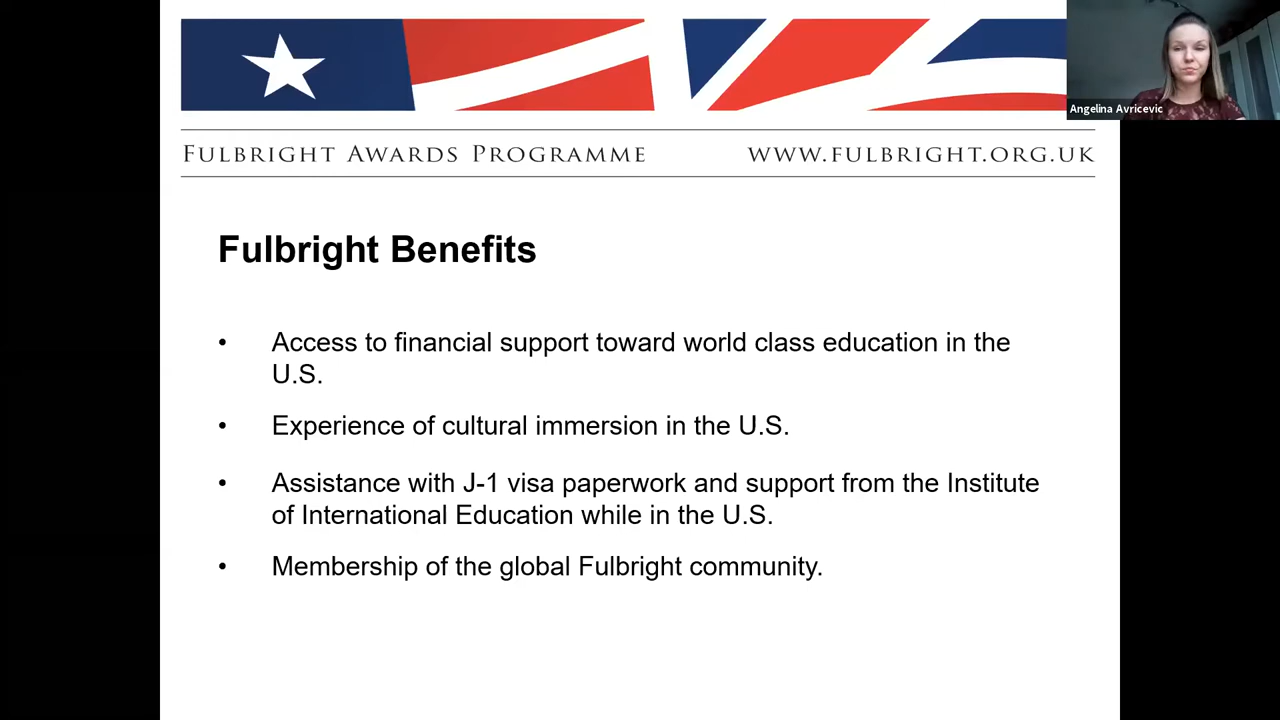 Angelina Avricevic
FULBRIGHT AWARDS PROGRAMME
WWW.FULBRIGHT.ORG.UK
Fulbright Benefits
• Access to financial support toward world class education in the
U.S.
• Experience of cultural immersion in the U.S.
• Assistance with J-1 visa paperwork and support from the Institute
of International Education while in the U.S.
• Membership of the global Fulbright community.